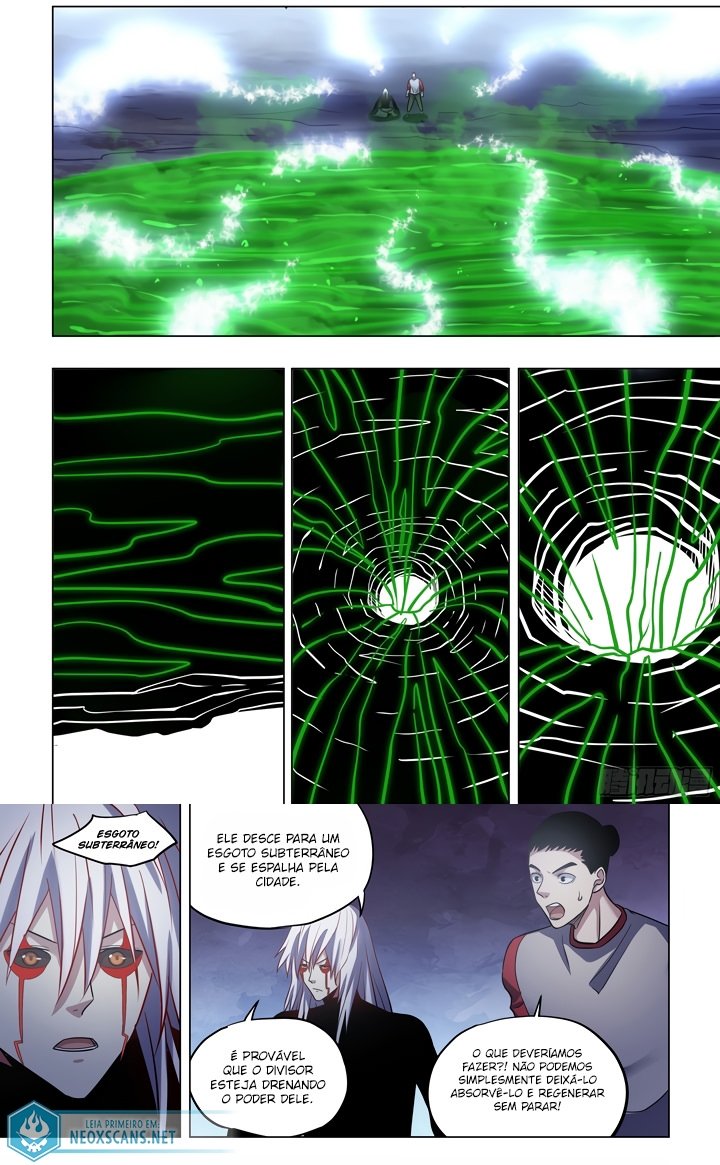 ESGOTO
SUBTERRÂNEO!
ELE DESCE PARA UM
ESGOTO SUBTERRÂNEO
E SE ESPALHA PELA
CIDADE.
É PROVÁVEL
QUE O DIVISOR
ESTEJA DRENANDO
O PODER DELE.
O QUE DEVERÍAMOS
FAZER?! NÃO PODEMOS
SIMPLESMENTE DEIXÁ-LO
ABSORVÊ-LO E REGENERAR
SEM PARAR!
LEIA PRIMEIRO EM:
NEOXSCANS.NET